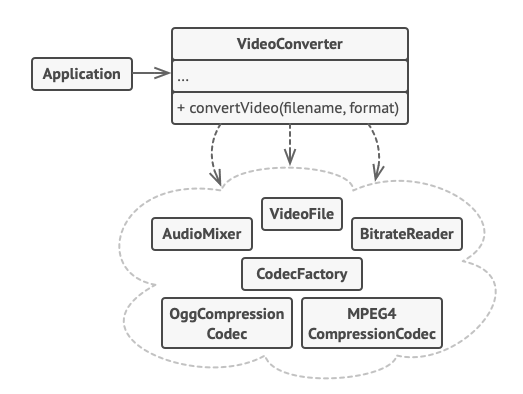 VideoConverter
Application
...
+ convertVideo(filename, format)
VideoFile
AudioMixer
BitrateReader
CodecFactory
OggCompression
Codec
MPEG4
CompressionCodec